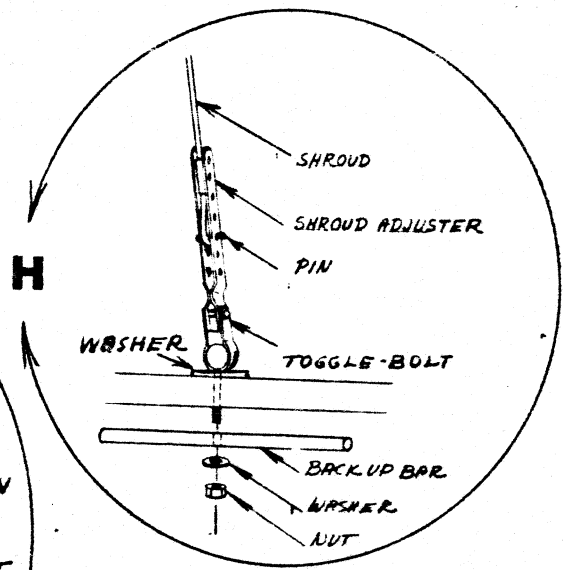 SHROUD
SHROUD ADJUSTER
PIN
H
WASHER
TOGGLE-BOLT
BACK UP BAR
WASHER
NUT